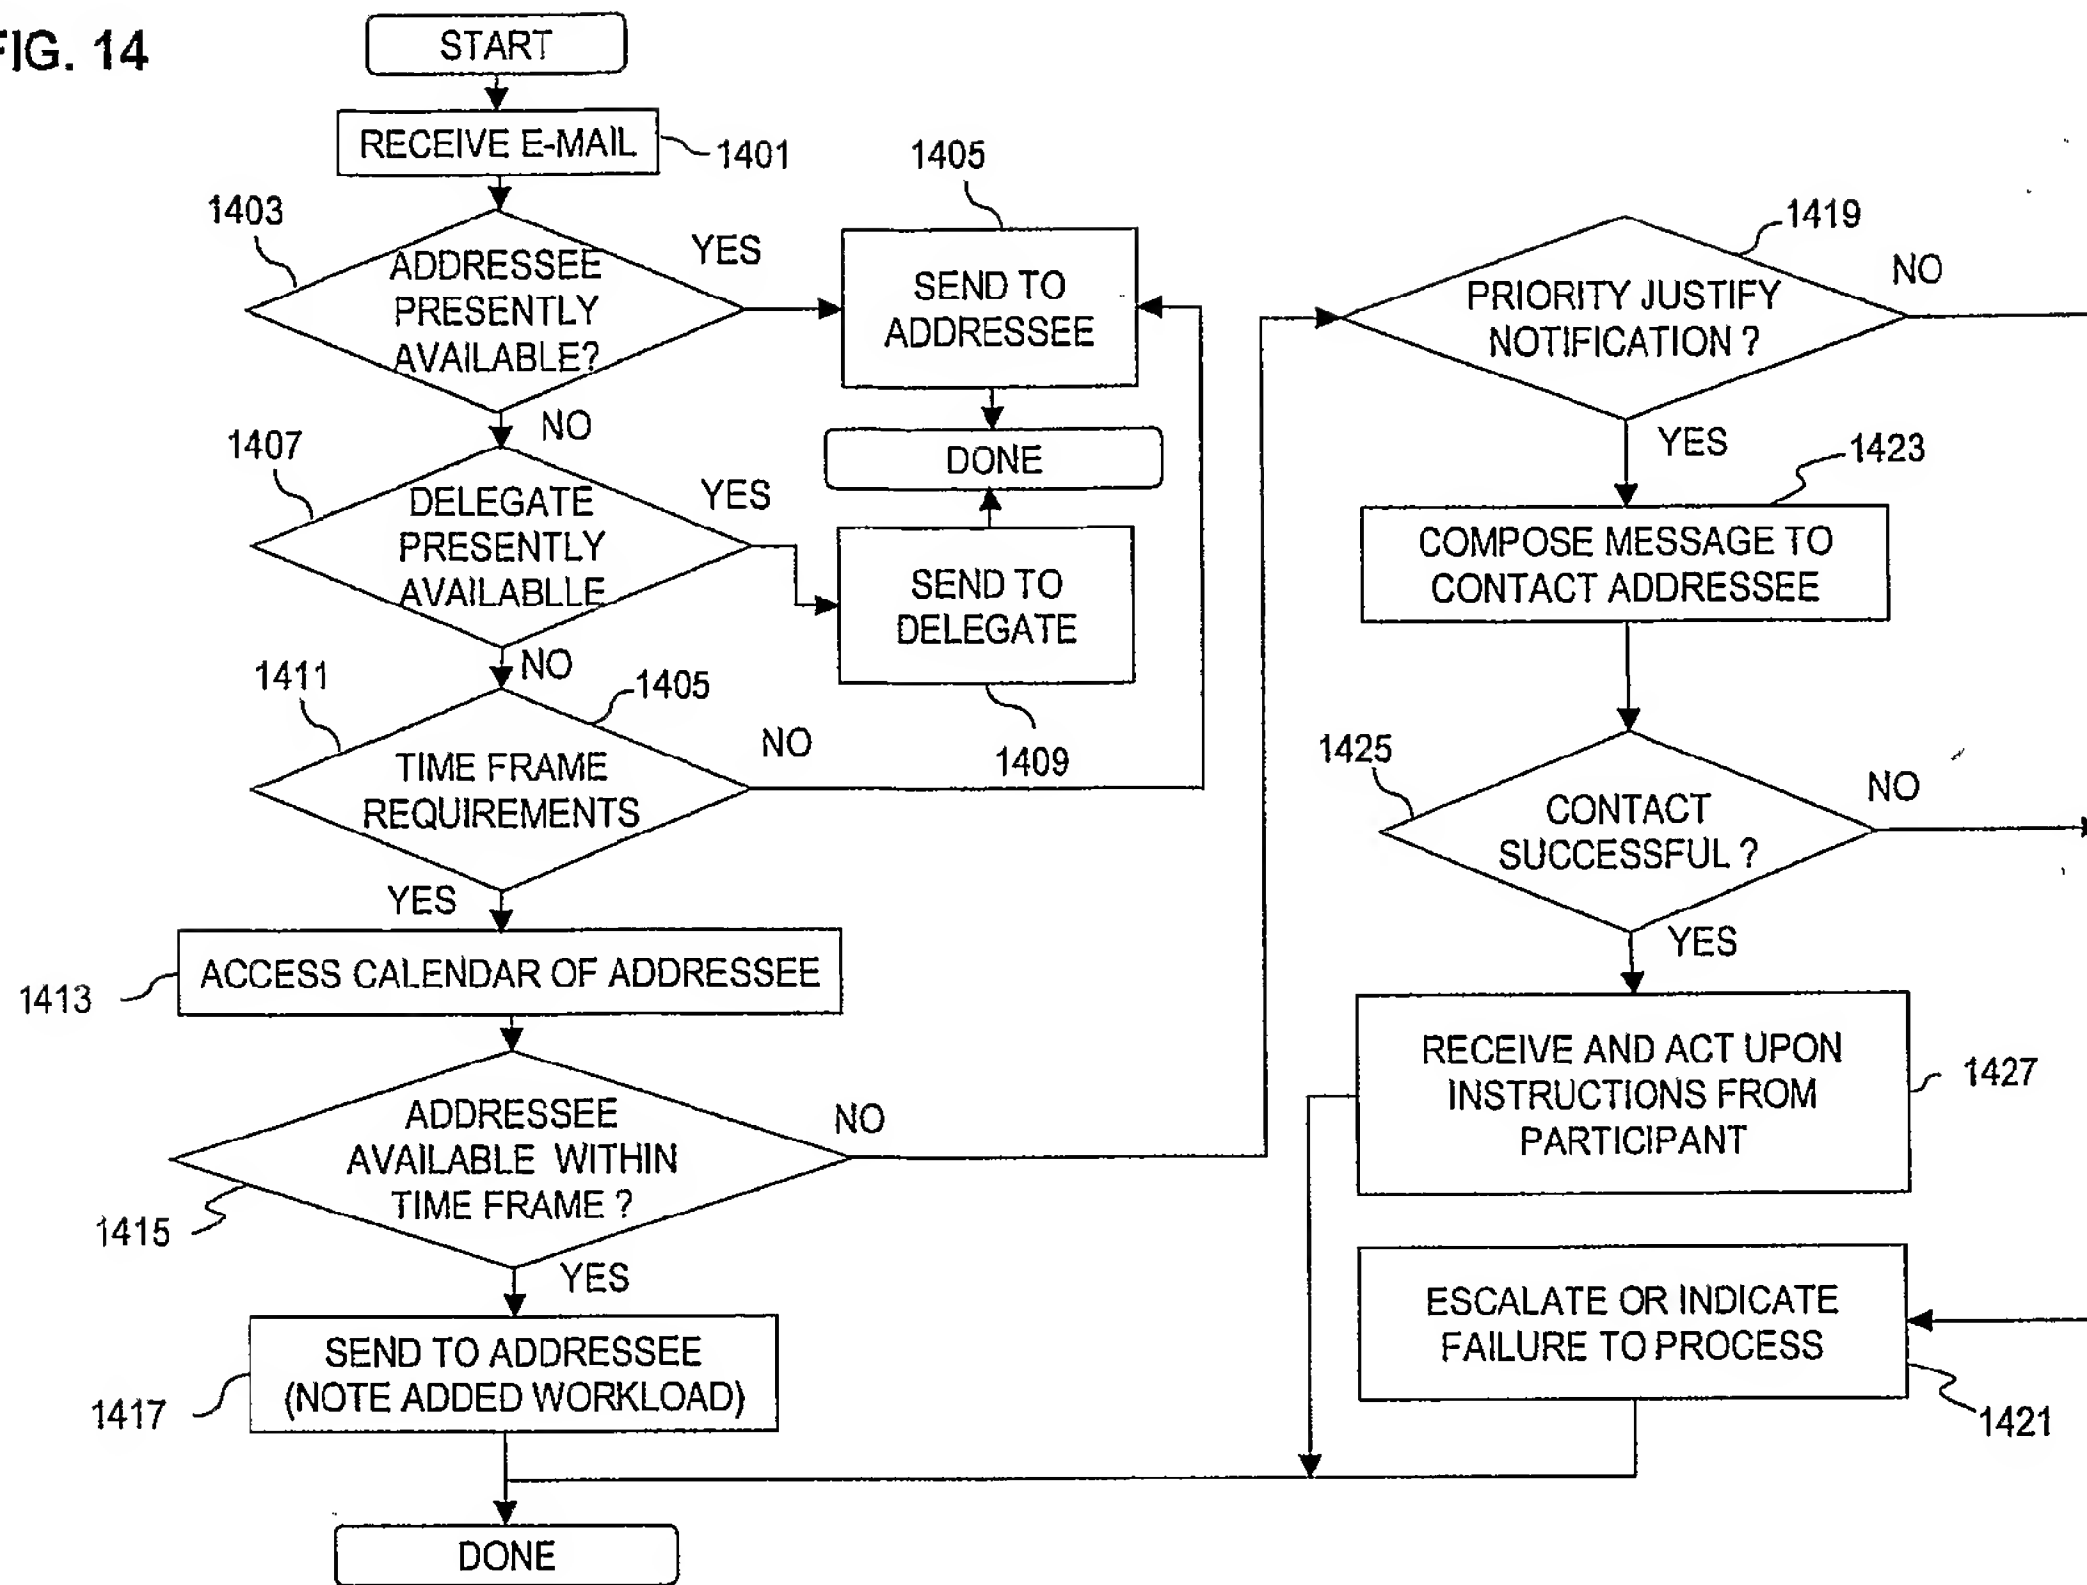 FIG. 14
START
RECEIVE E-MAIL
1401
1403
ADDRESSEE
PRESENTLY
AVAILABLE?
YES
NO
1405
SEND TO
ADDRESSEE
DONE
1407
DELEGATE
PRESENTLY
AVAILABLLE
YES
NO
SEND TO
DELEGATE
1409
1411
1405
TIME FRAME
REQUIREMENTS
NO
YES
ACCESS CALENDAR OF ADDRESSEE
1413
ADDRESSEE
AVAILABLE WITHIN
TIME FRAME ?
1415
NO
YES
SEND TO ADDRESSEE
(NOTE ADDED WORKLOAD)
1417
DONE
1419
PRIORITY JUSTIFY
NOTIFICATION ?
NO
YES
1423
COMPOSE MESSAGE TO
CONTACT ADDRESSEE
1425
CONTACT
SUCCESSFUL ?
NO
YES
RECEIVE AND ACT UPON
INSTRUCTIONS FROM
PARTICIPANT
1427
ESCALATE OR INDICATE
FAILURE TO PROCESS
1421